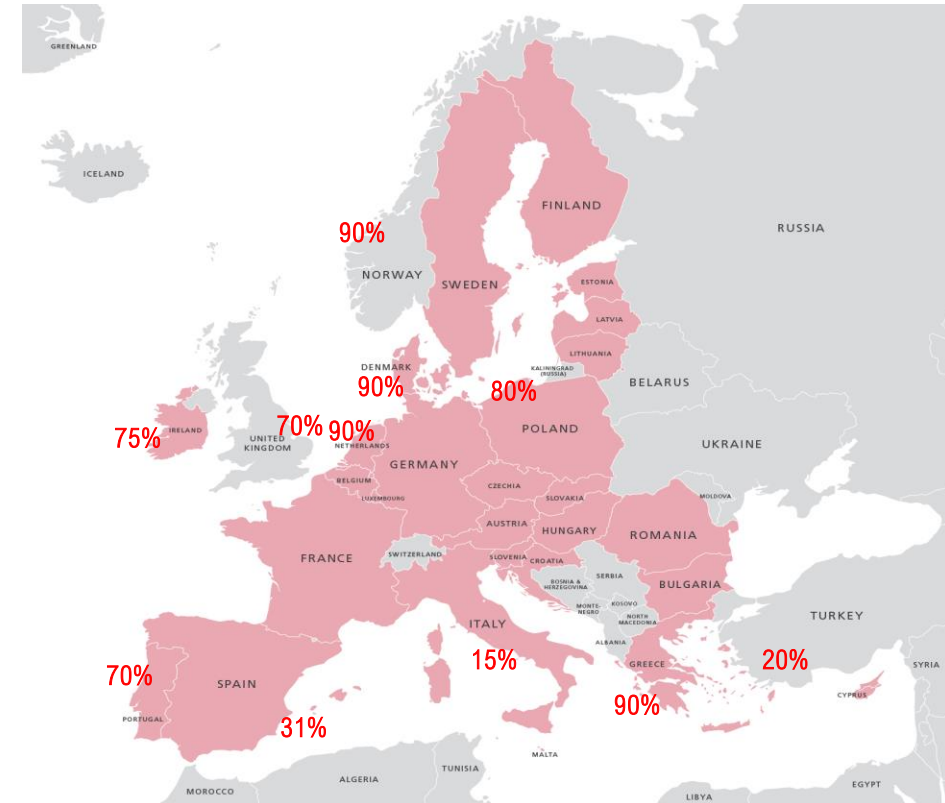 GREENLAND
ICELAND
FINLAND
RUSSIA
90%
NORWAY
SWEDEN
ESTONIA
LATVIA
LITHUANIA
DENMARK
KALININGRAD
(RUSSIA)
90%
80%
BELARUS
75%
IRELAND
70%
UNITED
KINGDOM
90%
NETHERLANDS
POLAND
UKRAINE
GERMANY
BELGIUM
LUXEMBOURG
CZECHIA
SLOVAKIA
MOLDOVA
AUSTRIA
HUNGARY
ROMANIA
FRANCE
SWITZERLAND
SLOVENIA
CROATIA
BOSNIA &
HERZEGOVINA
SERBIA
BULGARIA
MONTE-
NEGRO
KOSOVO
NORTH
MACEDONIA
TURKEY
ITALY
ALBANIA
15%
GREECE
20%
SYRIA
70%
SPAIN
PORTUGAL
31%
90%
CYPRUS
MALTA
TUNISIA
ALGERIA
MOROCCO
LIBYA
EGYPT